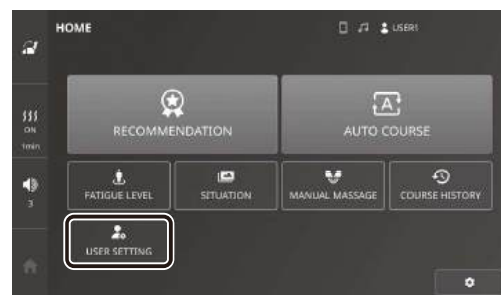 HOME
USER1
RECOMMENDATION
AUTO COURSE
ON
1min
FATIGUE LEVEL
SITUATION
MANUAL MASSAGE
COURSE HISTORY
3
USER SETTING